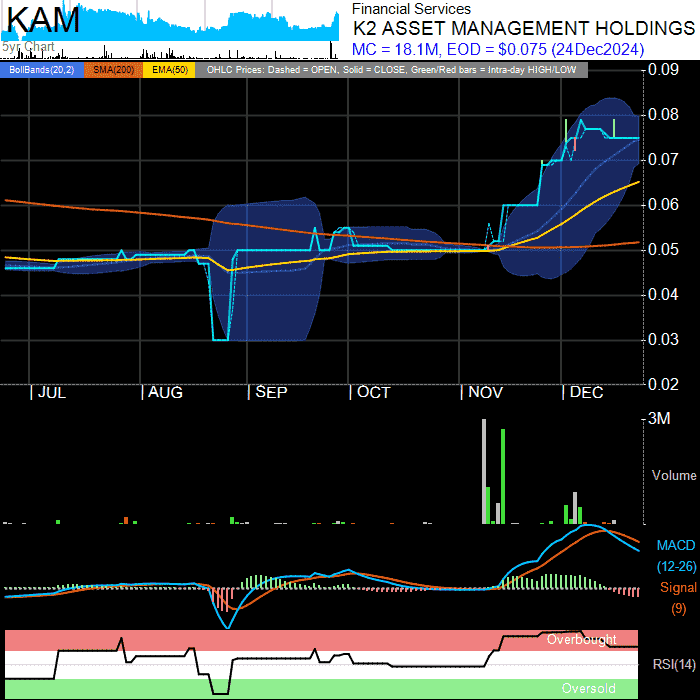 KAM
5yr Chart
Financial Services
K2 ASSET MANAGEMENT HOLDINGS
MC = 18.1M, EOD = $0.075 (24Dec2024)
BollBands(20,2) SMA(200) EMA(50) OHLC Prices: Dashed = OPEN, Solid = CLOSE, Green/Red bars = Intra-day HIGH/LOW
0.09
0.08
0.07
0.06
0.05
0.04
0.03
0.02
| JUL | AUG | SEP | OCT | NOV | DEC
3M
Volume
MACD
(12-26)
Signal
(9)
Overbought
RSI(14)
Oversold